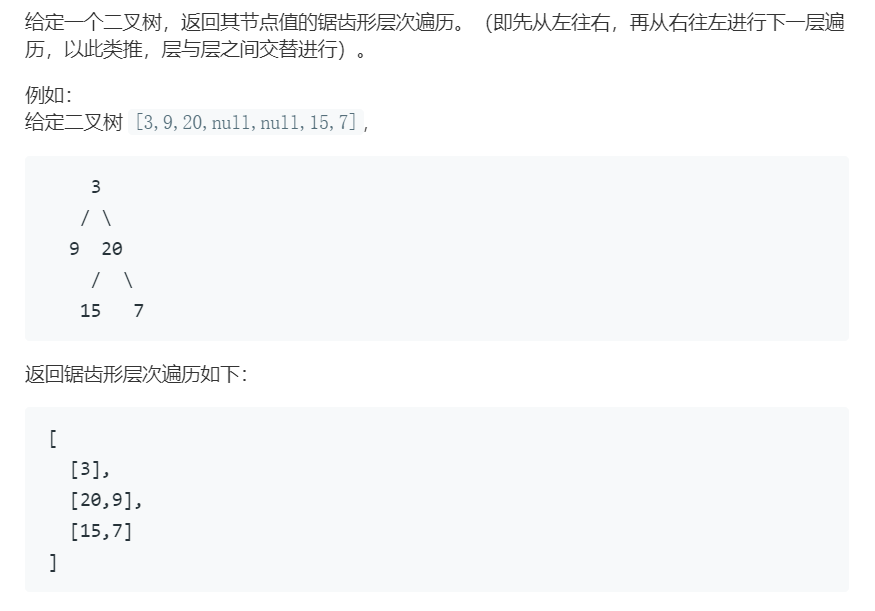 给定一个二叉树，返回其节点值的锯齿形层次遍历。（即先从左往右，再从右往左进行下一层遍
历，以此类推，层与层之间交替进行）。
例如：
给定二叉树 [3,9,20,null,null,15,7],
3
/ \
9 20
/ \
15 7
返回锯齿形层次遍历如下：
[
[3],
[20,9],
[15,7]
]